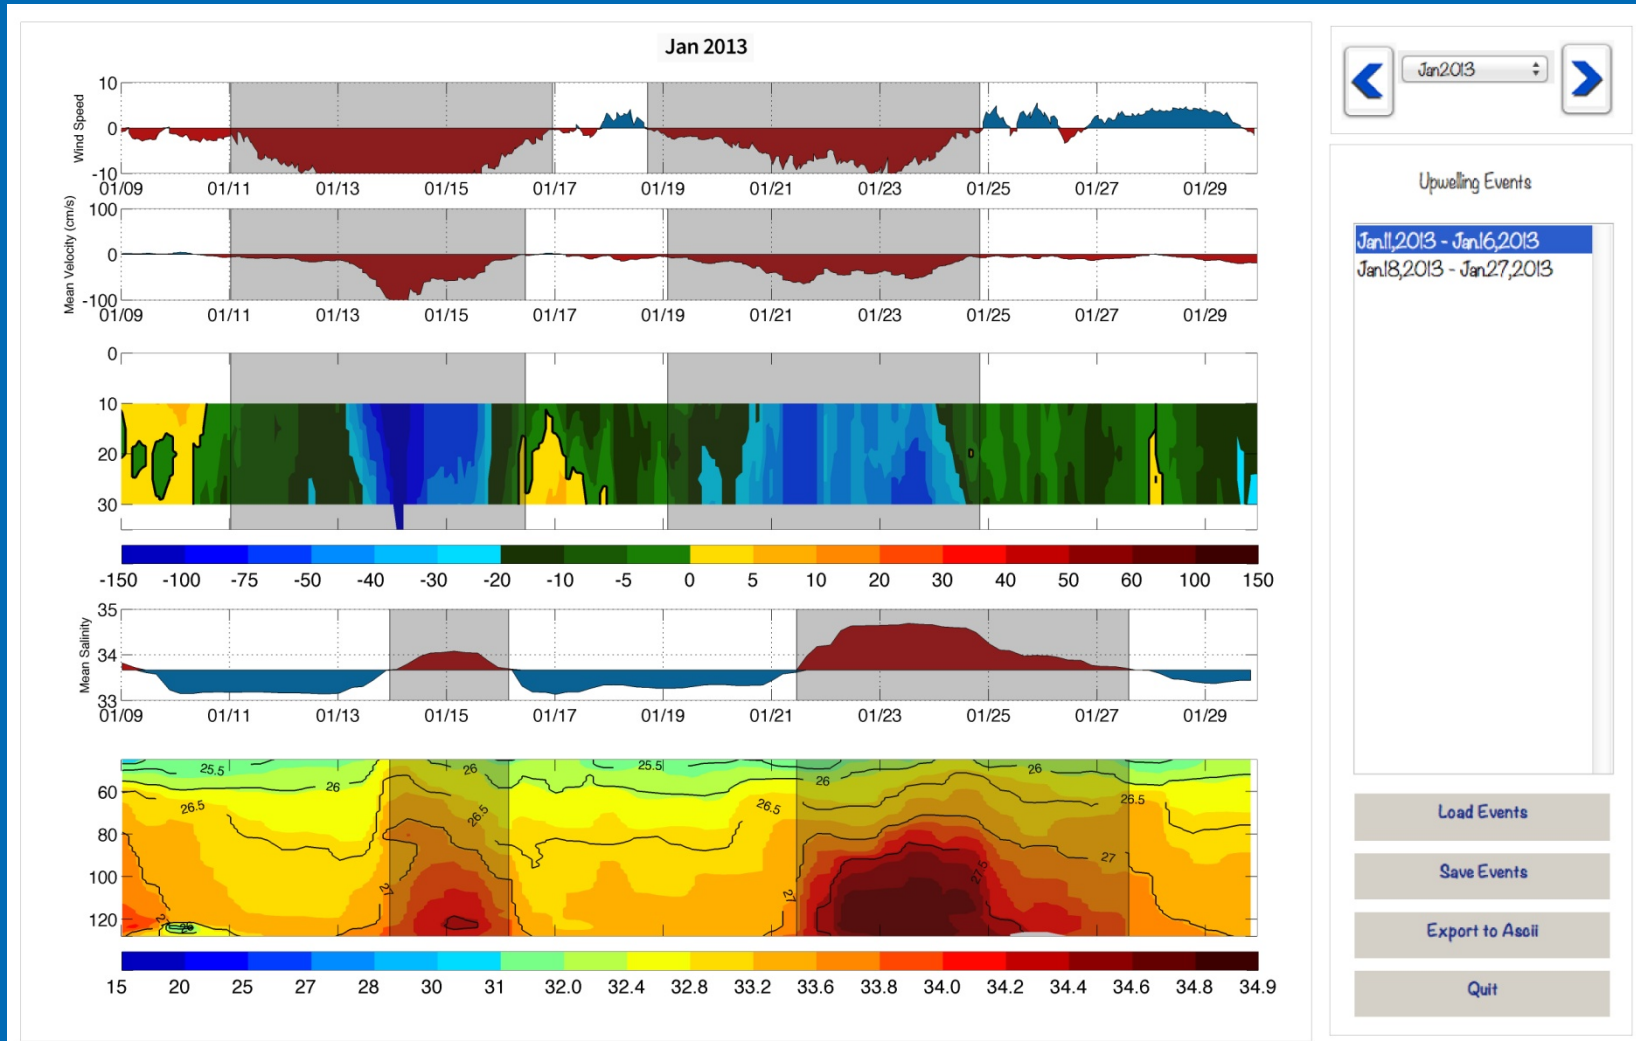 Jan 2013
Wind Speed
10
0
-10
01/09 01/11 01/13 01/15 01/17 01/19 01/21 01/23 01/25 01/27 01/29
Mean Velocity (cm/s)
100
0
-100
01/09 01/11 01/13 01/15 01/17 01/19 01/21 01/23 01/25 01/27 01/29
0
10
20
30
-150 -100 -75 -50 -40 -30 -20 -10 -5 0 5 10 20 30 40 50 60 100 150
Mean Salinity
35
34
33
01/09 01/11 01/13 01/15 01/17 01/19 01/21 01/23 01/25 01/27 01/29
25.5 26 25.5 26
26 26
26.5 26.5 26.5 26.5
60
80
100
120
27 27 27.5 27
15 20 25 27 28 30 31 32.0 32.4 32.8 33.2 33.6 33.8 34.0 34.2 34.4 34.6 34.8 34.9
Jan2013
Upwelling Events
Jan11,2013 - Jan16,2013
Jan18,2013 - Jan27,2013
Load Events
Save Events
Export to Ascii
Quit